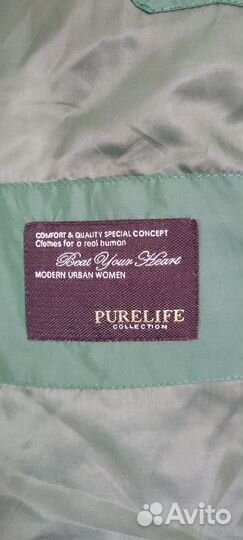 COMFORT & QUALITY SPECIAL CONCEPT
Clothes for a real human
Beat Your Heart
MODERN URBAN WOMEN
PURELIFE
COLLECTION
Avito